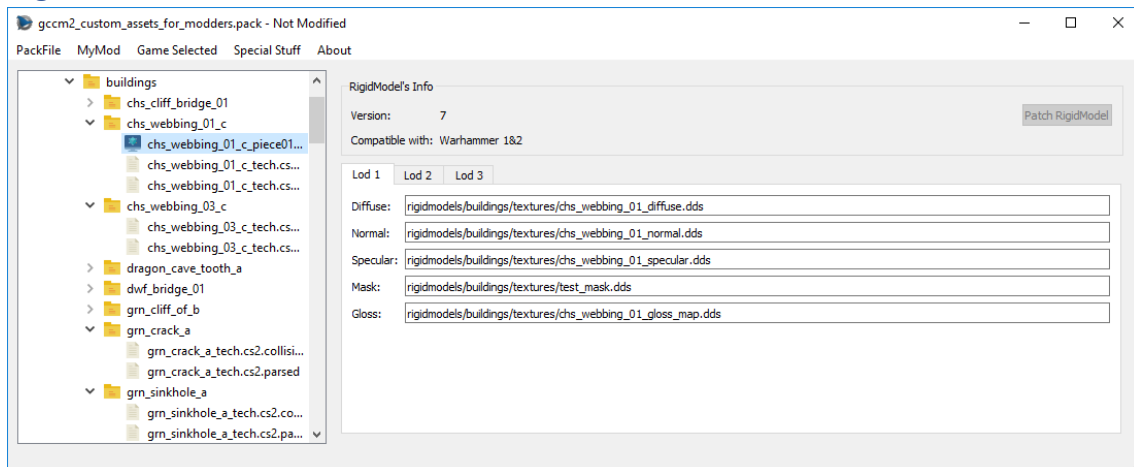 gccm2_custom_assets_for_modders.pack - Not Modified
PackFile MyMod Game Selected Special Stuff About
buildings
chs_cliff_bridge_01
chs_webbing_01_c
chs_webbing_01_c_piece01...
chs_webbing_01_c_tech.cs...
chs_webbing_01_c_tech.cs...
chs_webbing_03_c
chs_webbing_03_c_tech.cs...
chs_webbing_03_c_tech.cs...
dragon_cave_tooth_a
dwf_bridge_01
grn_cliff_of_b
grn_crack_a
grn_crack_a_tech.cs2.collisi...
grn_crack_a_tech.cs2.parsed
grn_sinkhole_a
grn_sinkhole_a_tech.cs2.co...
grn_sinkhole_a_tech.cs2.pa...
RigidModel's Info
Version: 7
Patch RigidModel
Compatible with: Warhammer 1&2
Lod 1 Lod 2 Lod 3
Diffuse: rigidmodels/buildings/textures/chs_webbing_01_diffuse.dds
Normal: rigidmodels/buildings/textures/chs_webbing_01_normal.dds
Specular: rigidmodels/buildings/textures/chs_webbing_01_specular.dds
Mask: rigidmodels/buildings/textures/test_mask.dds
Gloss: rigidmodels/buildings/textures/chs_webbing_01_gloss_map.dds